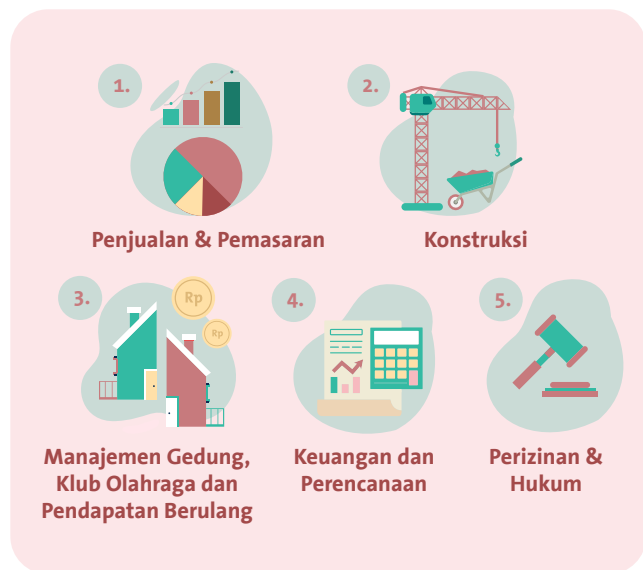 1.
Penjualan & Pemasaran
2.
Konstruksi
3.
Rp
Rp
Manajemen Gedung,
Klub Olahraga dan
Pendapatan Berulang
4.
Keuangan dan
Perencanaan
5.
Perizinan &
Hukum